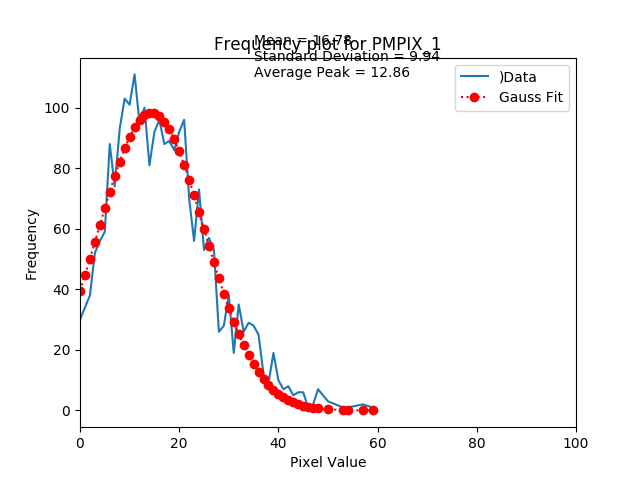 Mean = 16.78
Frequency plot for PMPIX_1
Standard Deviation = 9.94
Average Peak = 12.86
)Data
Gauss Fit
Frequency
100
80
60
40
20
0
0 20 40 60 80 100
Pixel Value